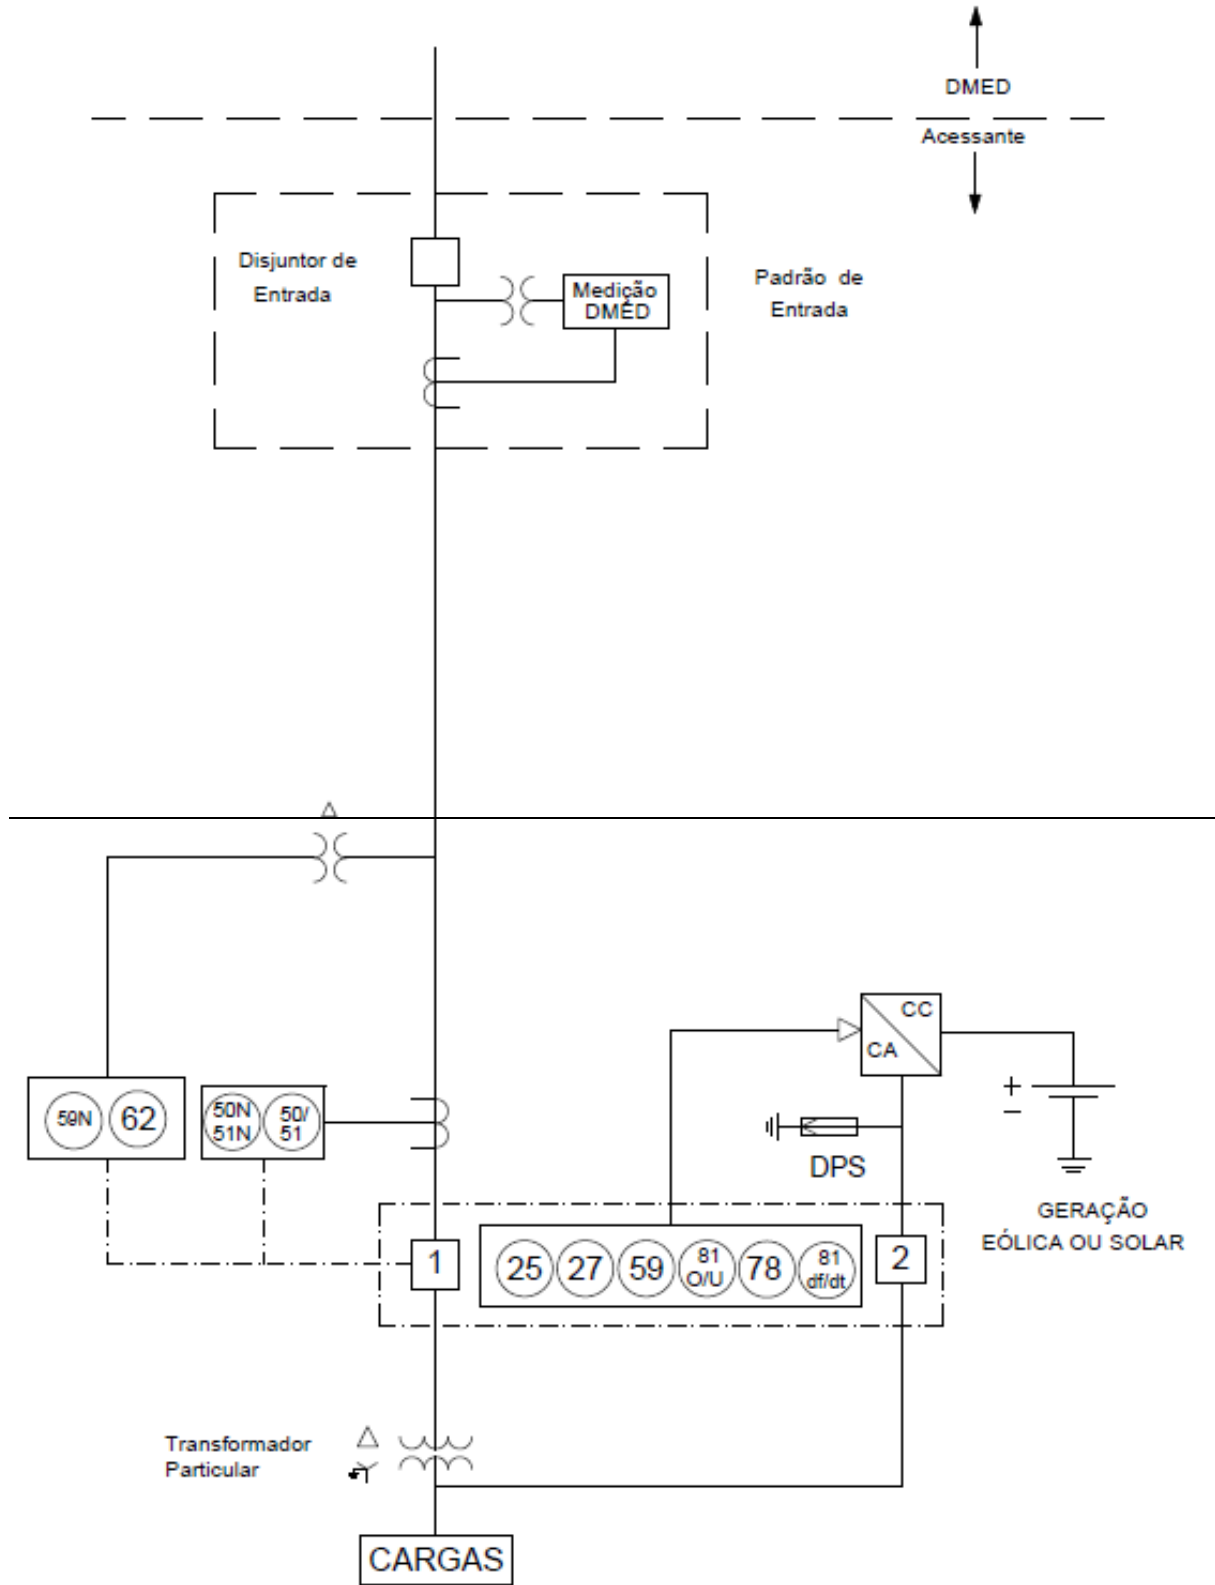 DMED
Acessante
Disjuntor de
Entrada
Medição
DMED
Padrão de
Entrada
CC
CA
59N
62
50N
51N
50/
51
+
−
DPS
GERAÇÃO
EÓLICA OU SOLAR
1
25
27
59
81
O/U
78
81
df/dt
2
Transformador
Particular
CARGAS